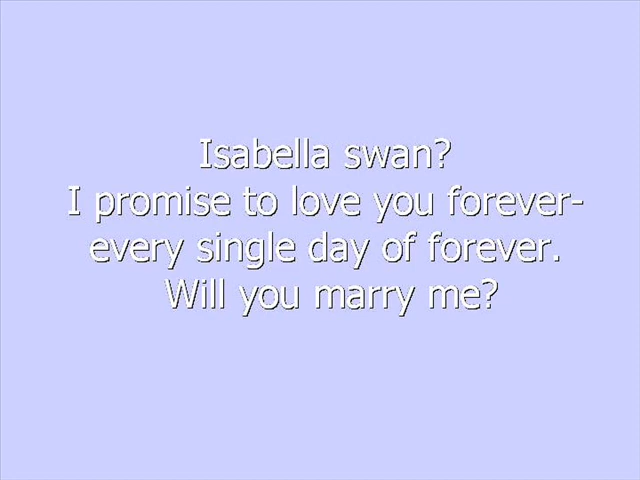 Isabella swan?
I promise to love you forever-
every single day of forever.
Will you marry me?